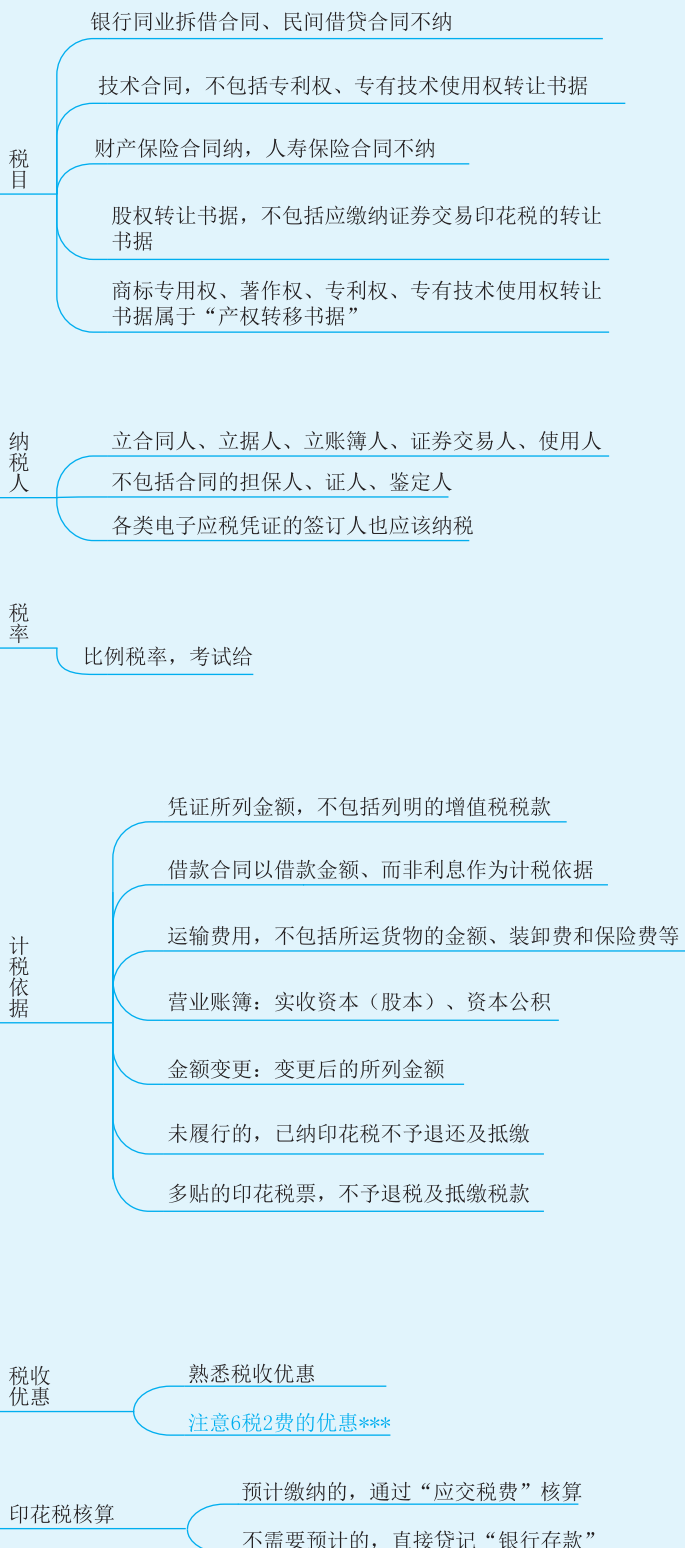 税目
银行同业拆借合同、民间借贷合同不纳
技术合同，不包括专利权、专有技术使用权转让书据
财产保险合同纳，人寿保险合同不纳
股权转让书据，不包括应缴纳证券交易印花税的转让
书据
商标专用权、著作权、专利权、专有技术使用权转让
书据属于“产权转移书据”
纳税人
立合同人、立据人、立账簿人、证券交易人、使用人
不包括合同的担保人、证人、鉴定人
各类电子应税凭证的签订人也应该纳税
税率
比例税率，考试给
计税依据
凭证所列金额，不包括列明的增值税税款
借款合同以借款金额、而非利息作为计税依据
运输费用，不包括所运货物的金额、装卸费和保险费等
营业账簿：实收资本（股本）、资本公积
金额变更：变更后的所列金额
未履行的，已纳印花税不予退还及抵缴
多贴的印花税票，不予退税及抵缴税款
税收
优惠
熟悉税收优惠
注意6税2费的优惠***
印花税核算
预计缴纳的，通过“应交税费”核算
不需要预计的，直接贷记“银行存款”